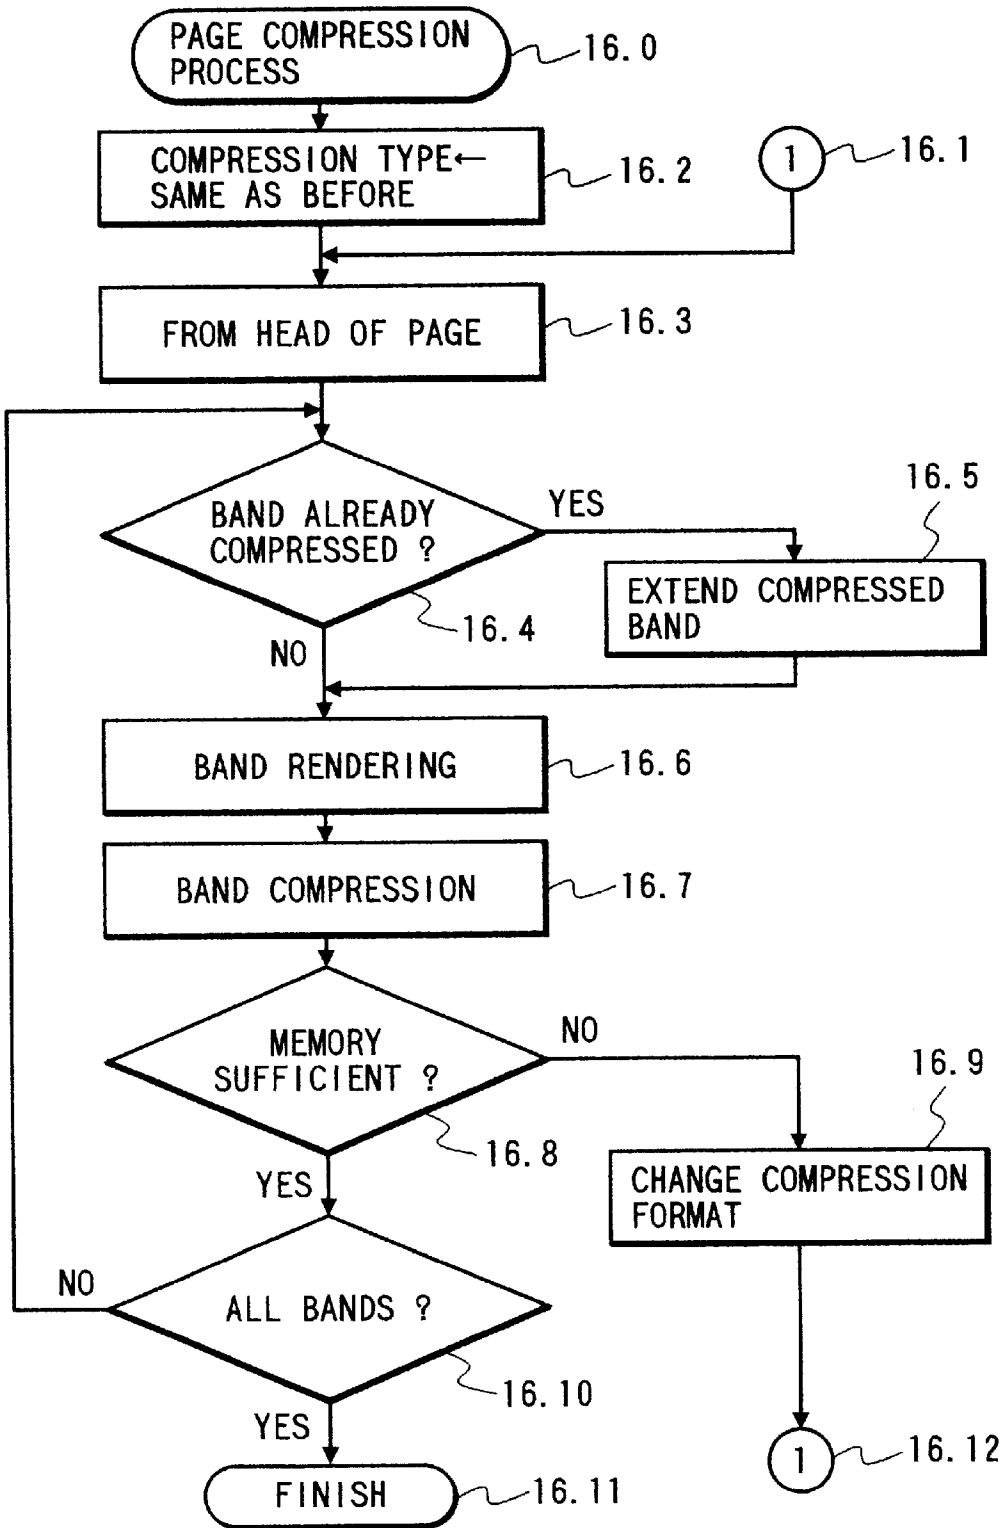 PAGE COMPRESSION
PROCESS
16.0
COMPRESSION TYPE←
SAME AS BEFORE
16.2
1
16.1
FROM HEAD OF PAGE
16.3
BAND ALREADY
COMPRESSED ?
YES
16.4
NO
16.5
EXTEND COMPRESSED
BAND
BAND RENDERING
16.6
BAND COMPRESSION
16.7
MEMORY
SUFFICIENT ?
NO
16.8
YES
16.9
CHANGE COMPRESSION
FORMAT
NO
ALL BANDS ?
16.10
YES
FINISH
16.11
1
16.12